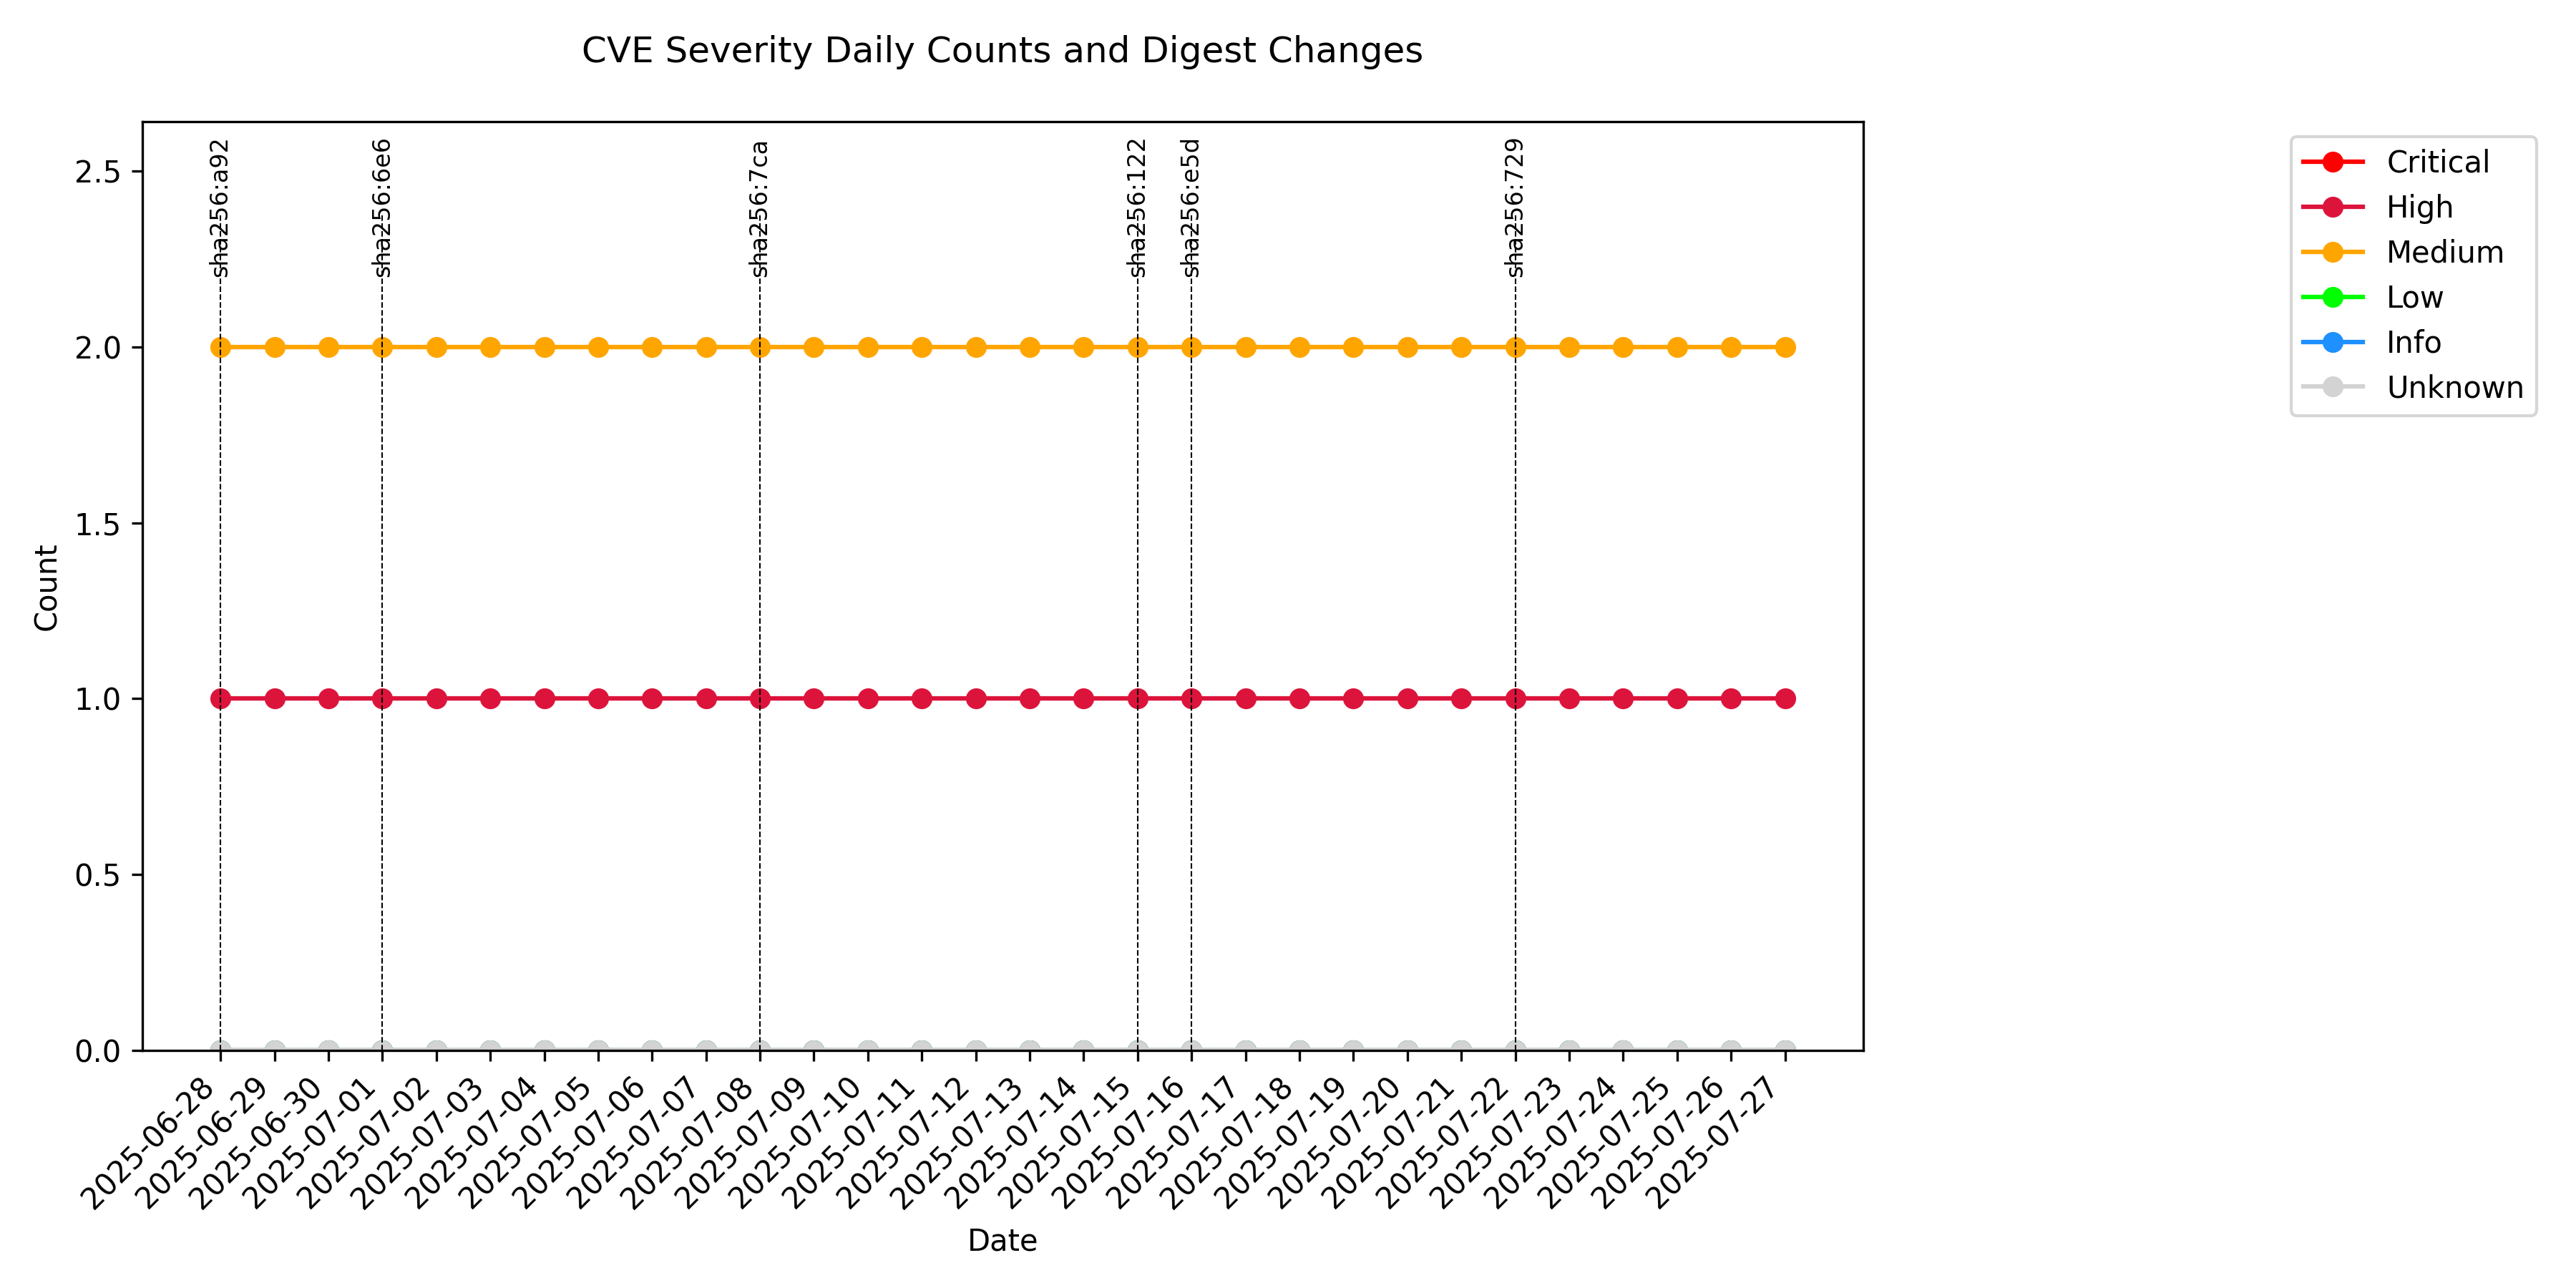 CVE Severity Daily Counts and Digest Changes
sha256:a92
sha256:6e6
sha256:7ca
sha256:122
sha256:e5d
sha256:729
Critical
High
Medium
Low
Info
Unknown
Count
2.5
2.0
1.5
1.0
0.5
0.0
2025-06-28
2025-06-29
2025-06-30
2025-07-01
2025-07-02
2025-07-03
2025-07-04
2025-07-05
2025-07-06
2025-07-07
2025-07-08
2025-07-09
2025-07-10
2025-07-11
2025-07-12
2025-07-13
2025-07-14
2025-07-15
2025-07-16
2025-07-17
2025-07-18
2025-07-19
2025-07-20
2025-07-21
2025-07-22
2025-07-23
2025-07-24
2025-07-25
2025-07-26
2025-07-27
Date